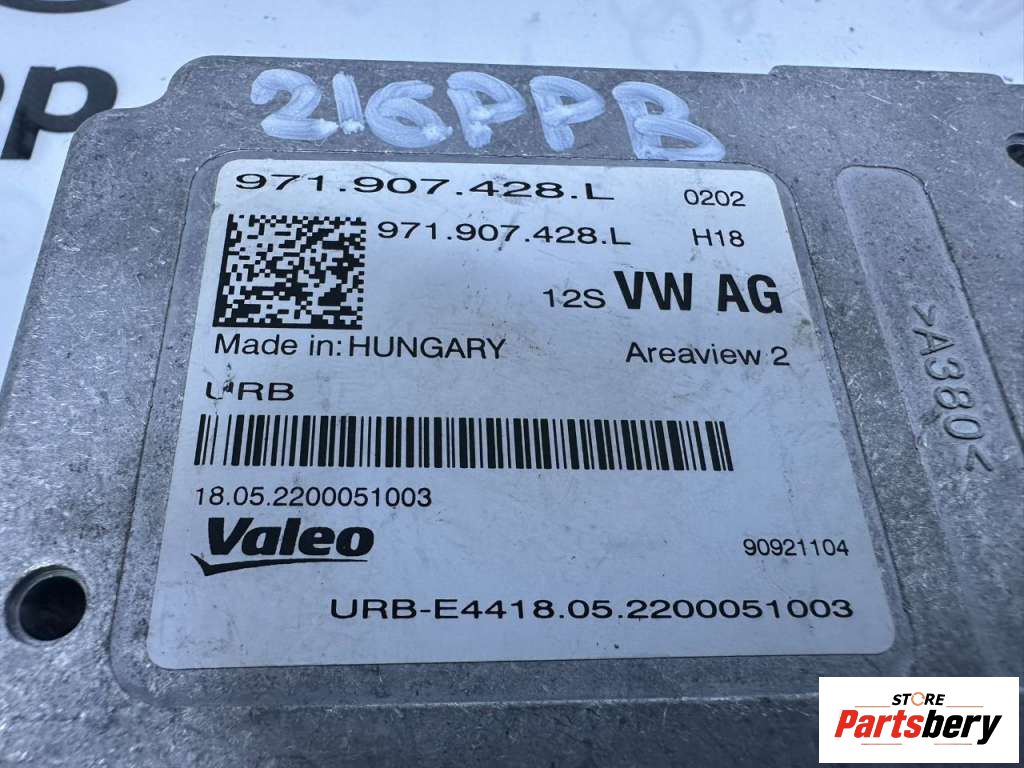 216PPB
971.907.428.L 0202
971.907.428.L H18
12S VW AG
Made in: HUNGARY Areaview 2
URB
18.05.2200051003
Valeo 90921104
URB-E4418.05.2200051003
>A380<
STORE
Partsbery